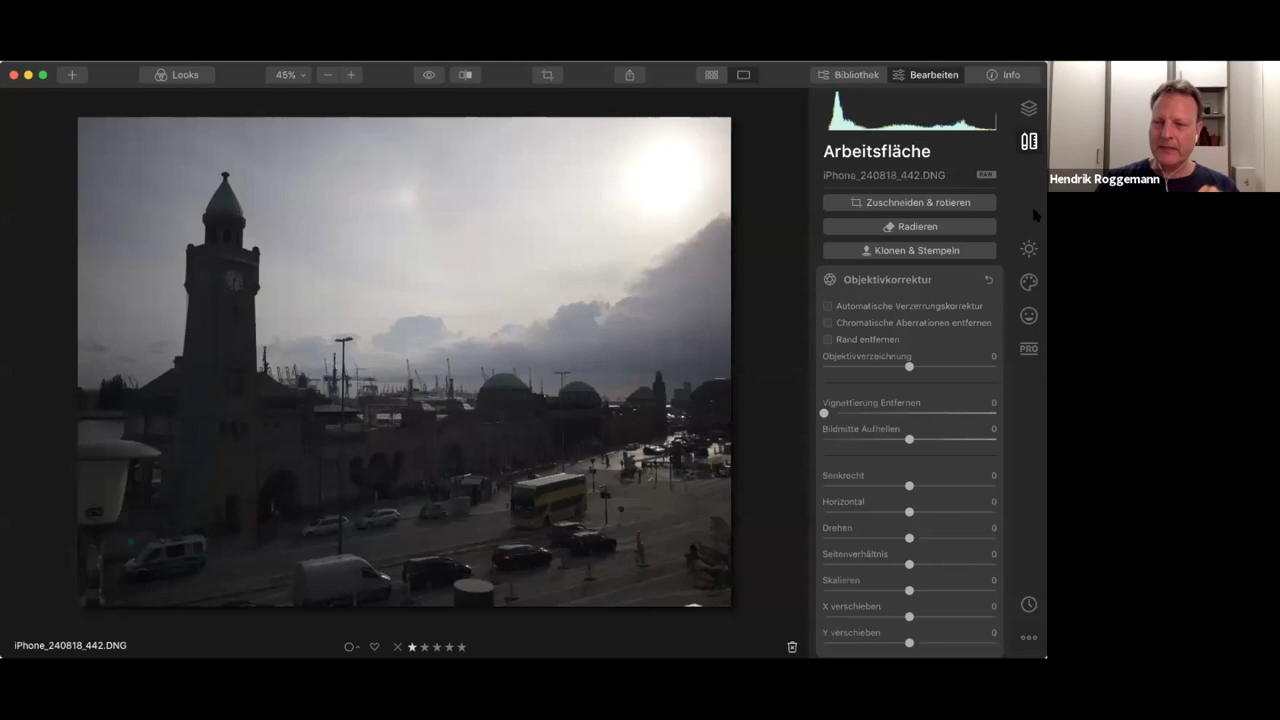 Looks
45%
Bibliothek
Bearbeiten
Info
Arbeitsfläche
iPhone_240818_442.DNG
RAW
Zuschneiden & rotieren
Radieren
Klonen & Stempeln
Objektivkorrektur
Automatische Verzerrungskorrektur
Chromatische Aberrationen entfernen
Rand entfernen
Objektivverzeichnung 0
Vignettierung Entfernen 0
Bildmitte Aufhellen 0
Senkrecht 0
Horizontal 0
Drehen 0
Seitenverhältnis 0
Skalieren 0
X verschieben 0
Y verschieben 0
PRO
Hendrik Roggemann
iPhone_240818_442.DNG